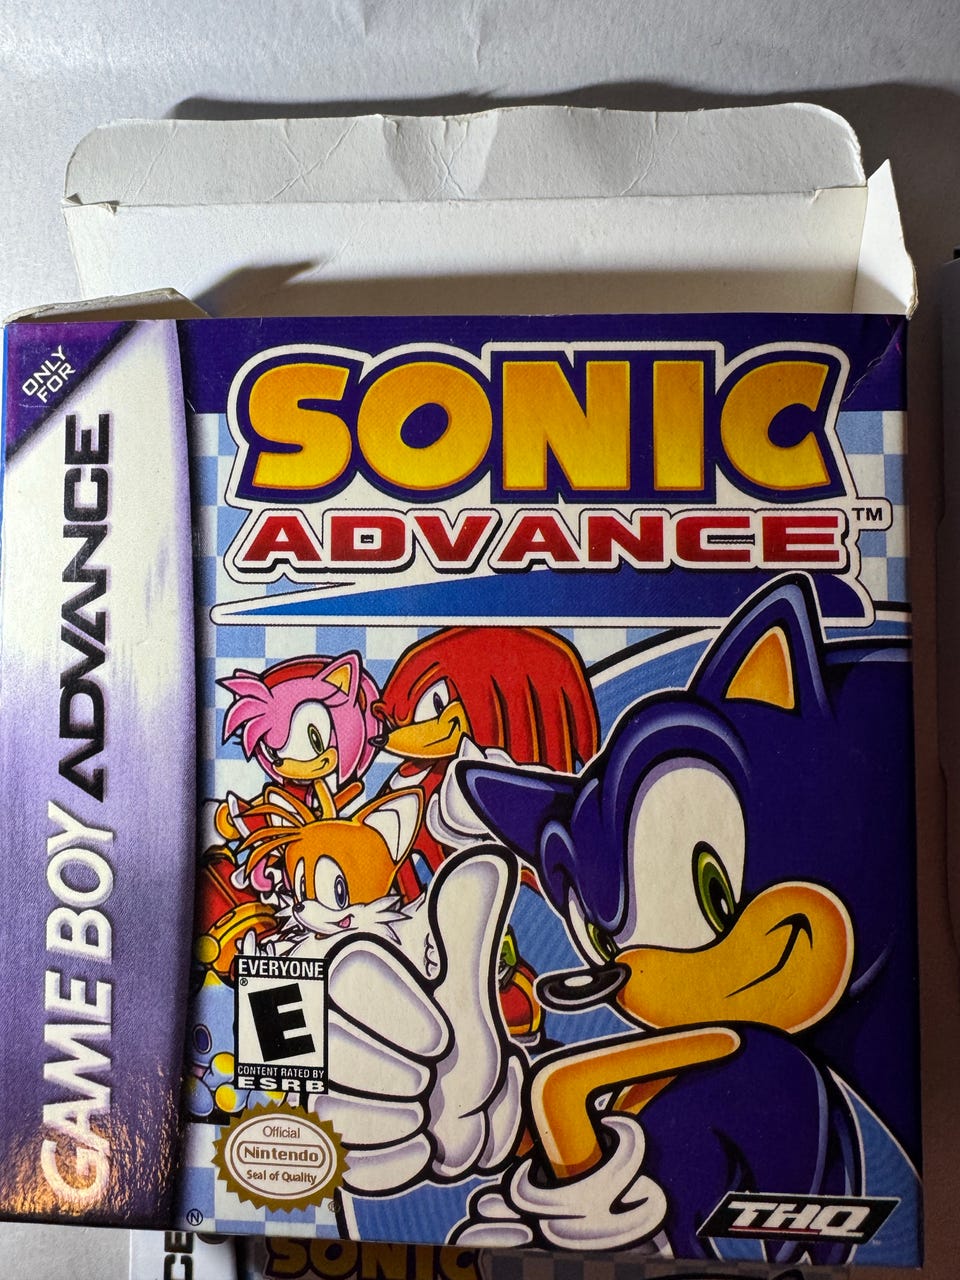 ONLY
FOR
GAME BOY ADVANCE
SONIC
ADVANCE™
EVERYONE
E
®
CONTENT RATED BY
ESRB
Official
Nintendo
Seal of Quality
®
N
THQ
CE
SONIC